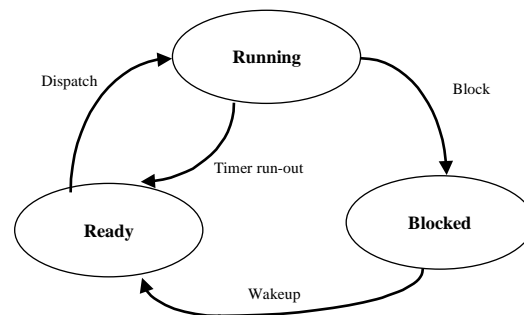 Running
Dispatch
Block
Timer run-out
Ready
Blocked
Wakeup